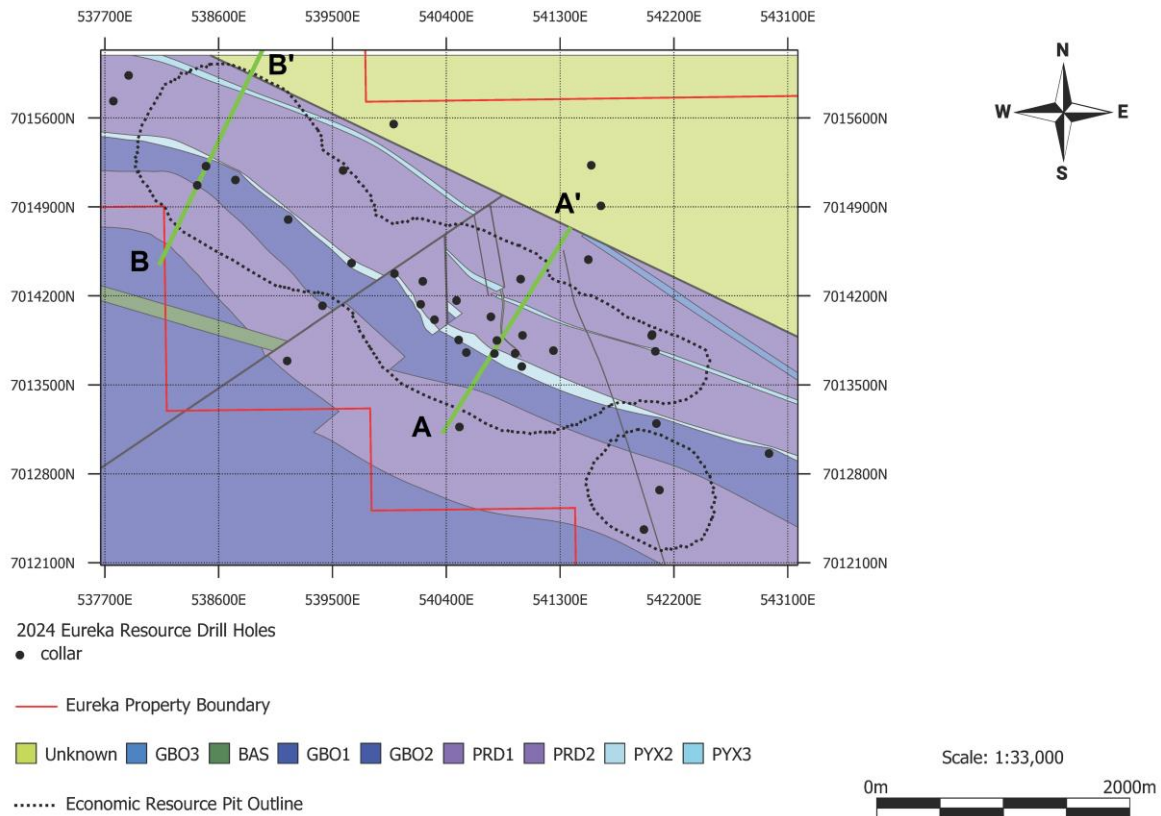 537700E 538600E 539500E 540400E 541300E 542200E 543100E
N
W E
S
B'
7015600N 7015600N
7014900N A' 7014900N
B
7014200N 7014200N
7013500N 7013500N
A
7012800N 7012800N
7012100N 7012100N
537700E 538600E 539500E 540400E 541300E 542200E 543100E
2024 Eureka Resource Drill Holes
collar
Eureka Property Boundary
Unknown GBO3 BAS GBO1 GBO2 PRD1 PRD2 PYX2 PYX3
Economic Resource Pit Outline
Scale: 1:33,000
0m 2000m